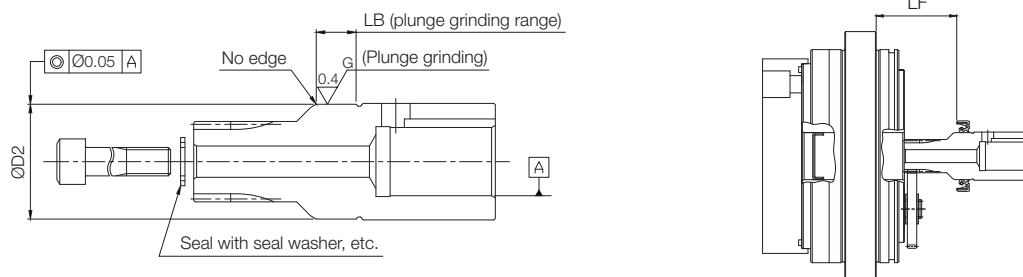 LB (plunge grinding range)
◎ Ø0.05 A
No edge
G (Plunge grinding)
0.4
ØD2
A
Seal with seal washer, etc.
LF